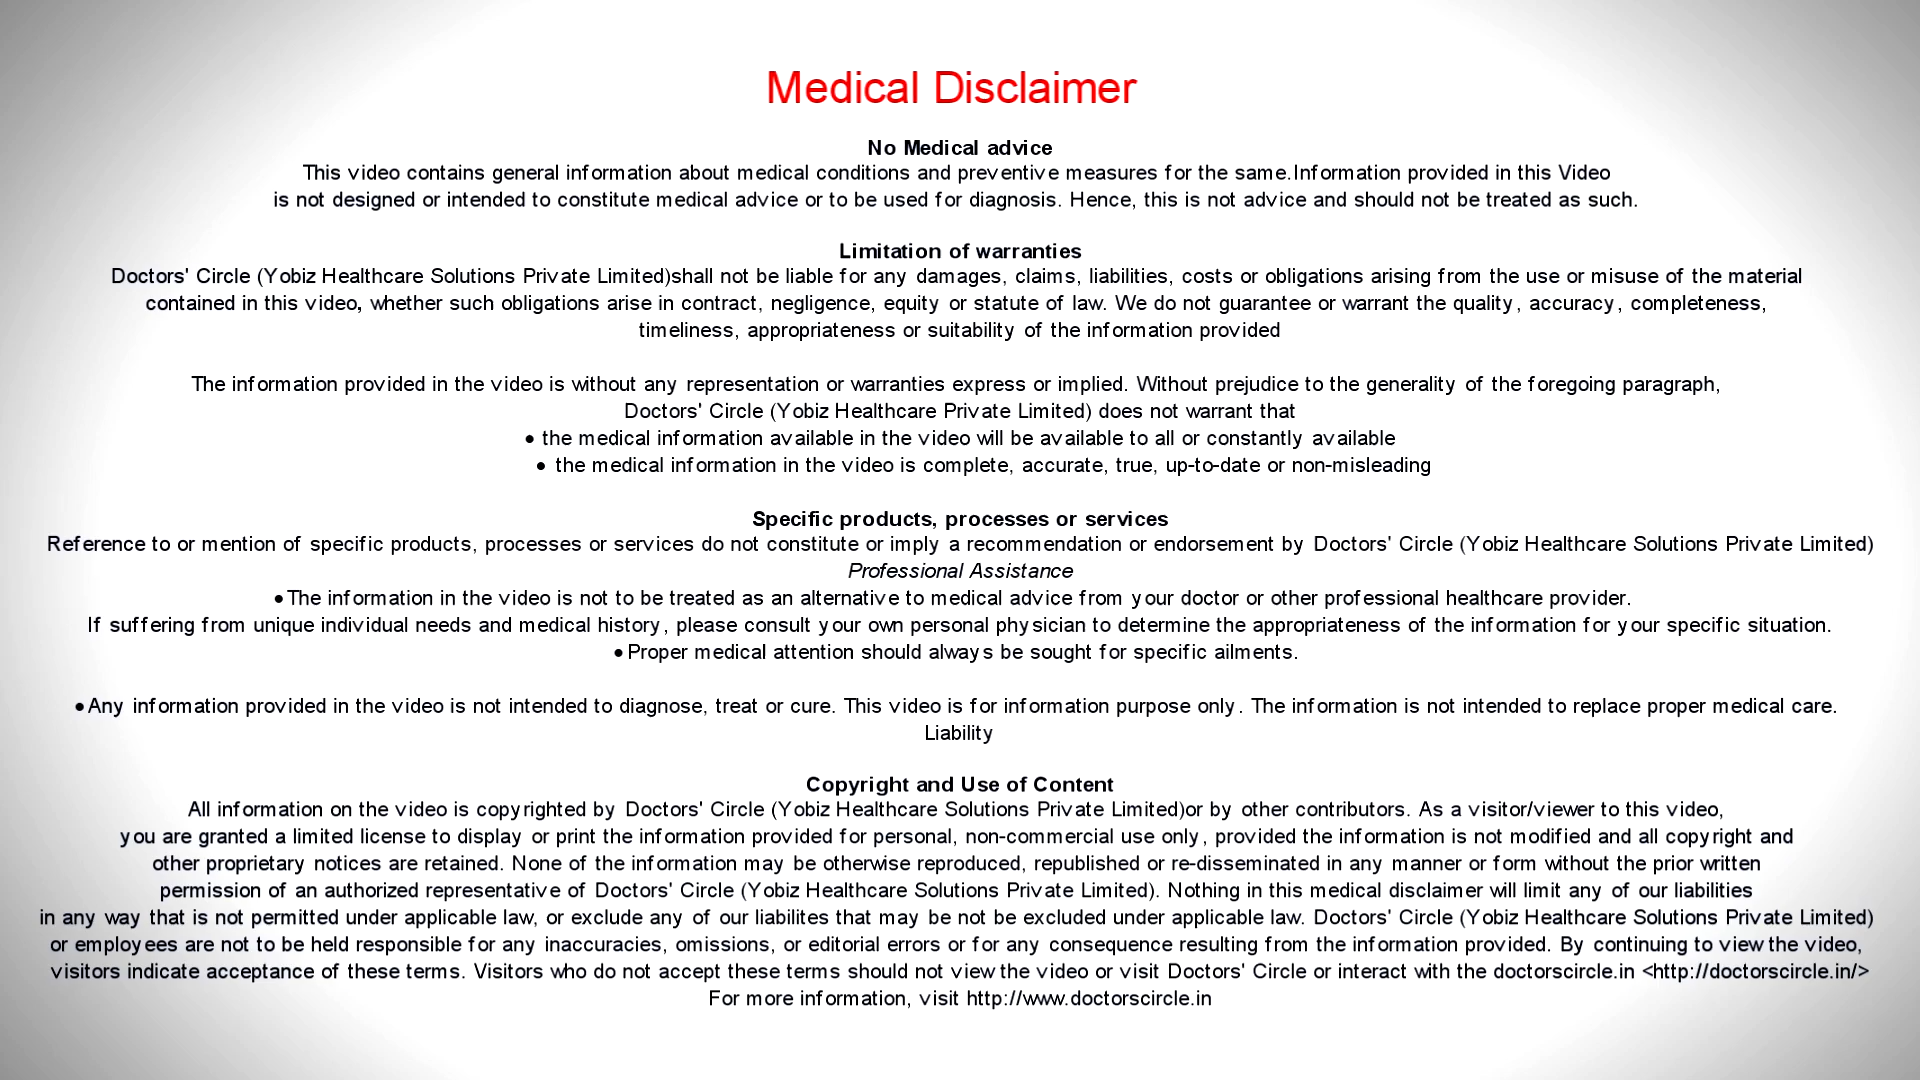 Medical Disclaimer
No Medical advice
This video contains general information about medical conditions and preventive measures for the same.Information provided in this Video
is not designed or intended to constitute medical advice or to be used for diagnosis. Hence, this is not advice and should not be treated as such.
Limitation of warranties
Doctors' Circle (Yobiz Healthcare Solutions Private Limited)shall not be liable for any damages, claims, liabilities, costs or obligations arising from the use or misuse of the material
contained in this video, whether such obligations arise in contract, negligence, equity or statute of law. We do not guarantee or warrant the quality, accuracy, completeness,
timeliness, appropriateness or suitability of the information provided
The information provided in the video is without any representation or warranties express or implied. Without prejudice to the generality of the foregoing paragraph,
Doctors' Circle (Yobiz Healthcare Private Limited) does not warrant that
• the medical information available in the video will be available to all or constantly available
• the medical information in the video is complete, accurate, true, up-to-date or non-misleading
Specific products, processes or services
Reference to or mention of specific products, processes or services do not constitute or imply a recommendation or endorsement by Doctors' Circle (Yobiz Healthcare Solutions Private Limited)
Professional Assistance
•The information in the video is not to be treated as an alternative to medical advice from your doctor or other professional healthcare provider.
If suffering from unique individual needs and medical history, please consult your own personal physician to determine the appropriateness of the information for your specific situation.
•Proper medical attention should always be sought for specific ailments.
•Any information provided in the video is not intended to diagnose, treat or cure. This video is for information purpose only. The information is not intended to replace proper medical care.
Liability
Copyright and Use of Content
All information on the video is copyrighted by Doctors' Circle (Yobiz Healthcare Solutions Private Limited)or by other contributors. As a visitor/viewer to this video,
you are granted a limited license to display or print the information provided for personal, non-commercial use only, provided the information is not modified and all copyright and
other proprietary notices are retained. None of the information may be otherwise reproduced, republished or re-disseminated in any manner or form without the prior written
permission of an authorized representative of Doctors' Circle (Yobiz Healthcare Solutions Private Limited). Nothing in this medical disclaimer will limit any of our liabilities
in any way that is not permitted under applicable law, or exclude any of our liabilites that may be not be excluded under applicable law. Doctors' Circle (Yobiz Healthcare Solutions Private Limited)
or employees are not to be held responsible for any inaccuracies, omissions, or editorial errors or for any consequence resulting from the information provided. By continuing to view the video,
visitors indicate acceptance of these terms. Visitors who do not accept these terms should not view the video or visit Doctors' Circle or interact with the doctorscircle.in <http://doctorscircle.in/>
For more information, visit http://www.doctorscircle.in